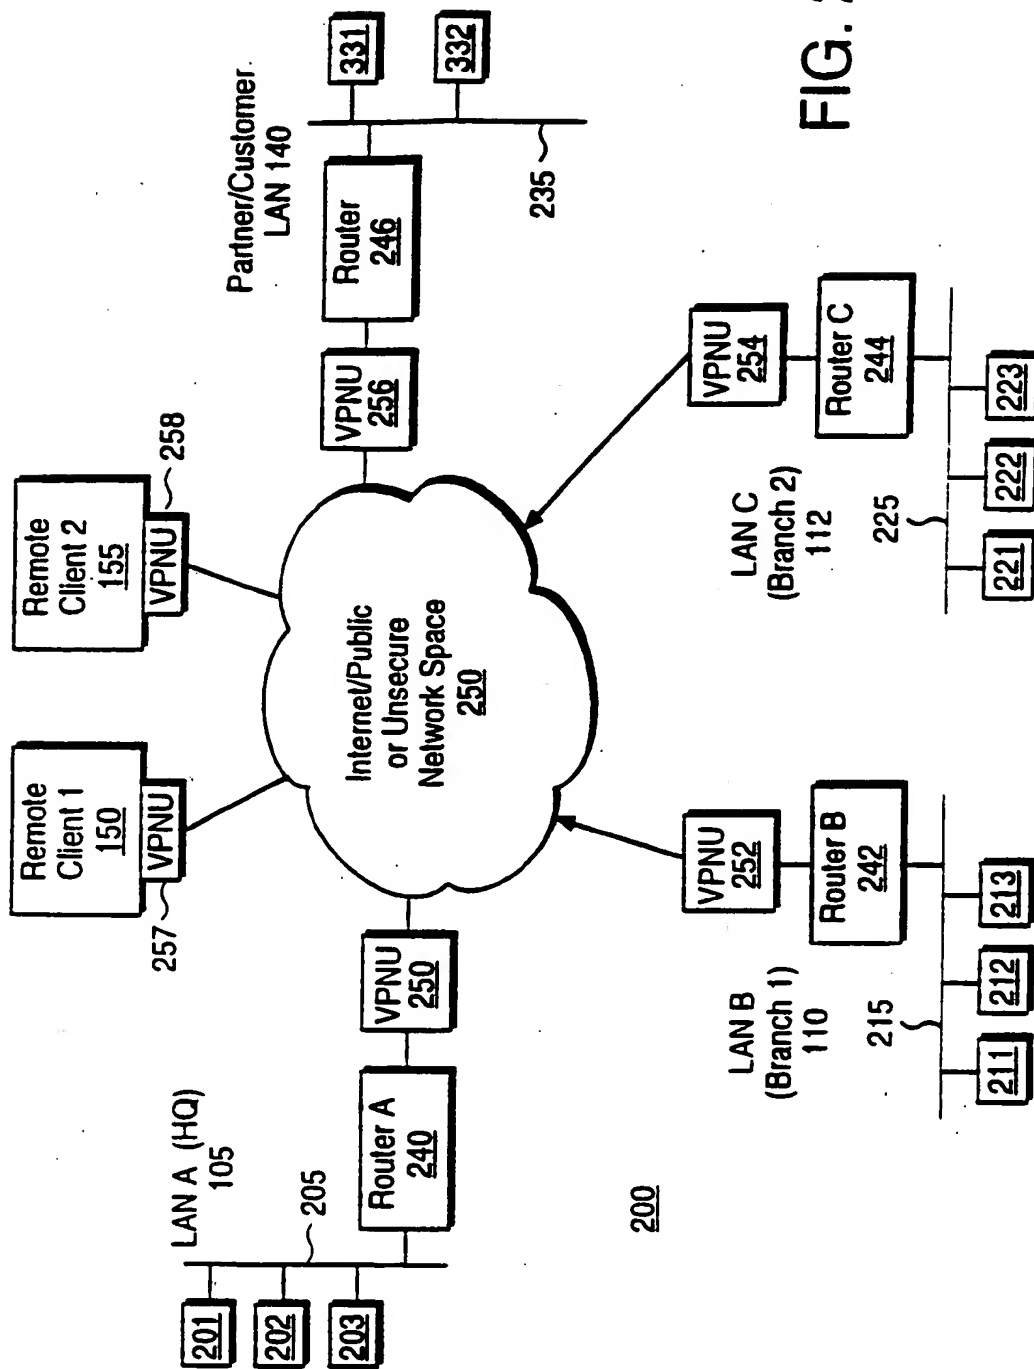 Remote
Client 1
150
VPNU
257
Remote
Client 2
155
VPNU
258
LAN A (HQ)
105
205
201
202
203
Router A
240
VPNU
250
Internet/Public
or Unsecure
Network Space
250
VPNU
256
Router
246
Partner/Customer
LAN 140
331
332
235
200
VPNU
252
Router B
242
LAN B
(Branch 1)
110
215
211
212
213
VPNU
254
Router C
244
LAN C
(Branch 2)
112
225
221
222
223
FIG.